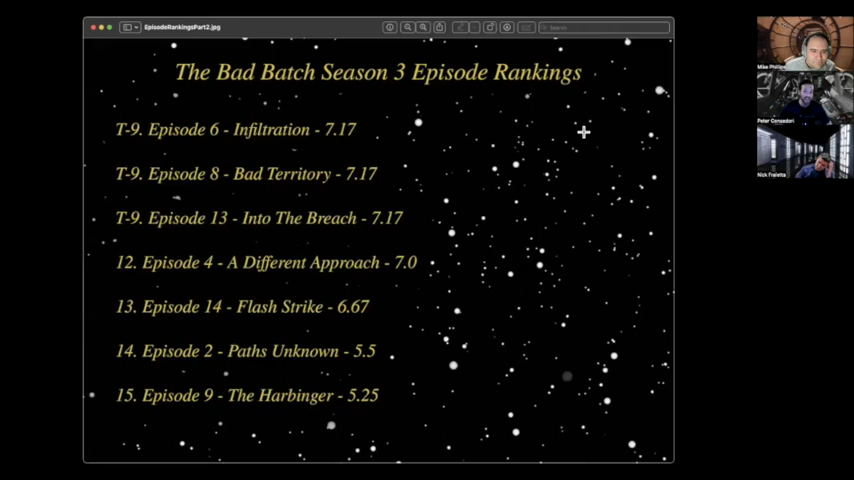 EpisodeRankingsPart2.jpg
Search
The Bad Batch Season 3 Episode Rankings
T-9. Episode 6 - Infiltration - 7.17
T-9. Episode 8 - Bad Territory - 7.17
T-9. Episode 13 - Into The Breach - 7.17
12. Episode 4 - A Different Approach - 7.0
13. Episode 14 - Flash Strike - 6.67
14. Episode 2 - Paths Unknown - 5.5
15. Episode 9 - The Harbinger - 5.25
Mike
Peter Consadori
Nick Fraietta